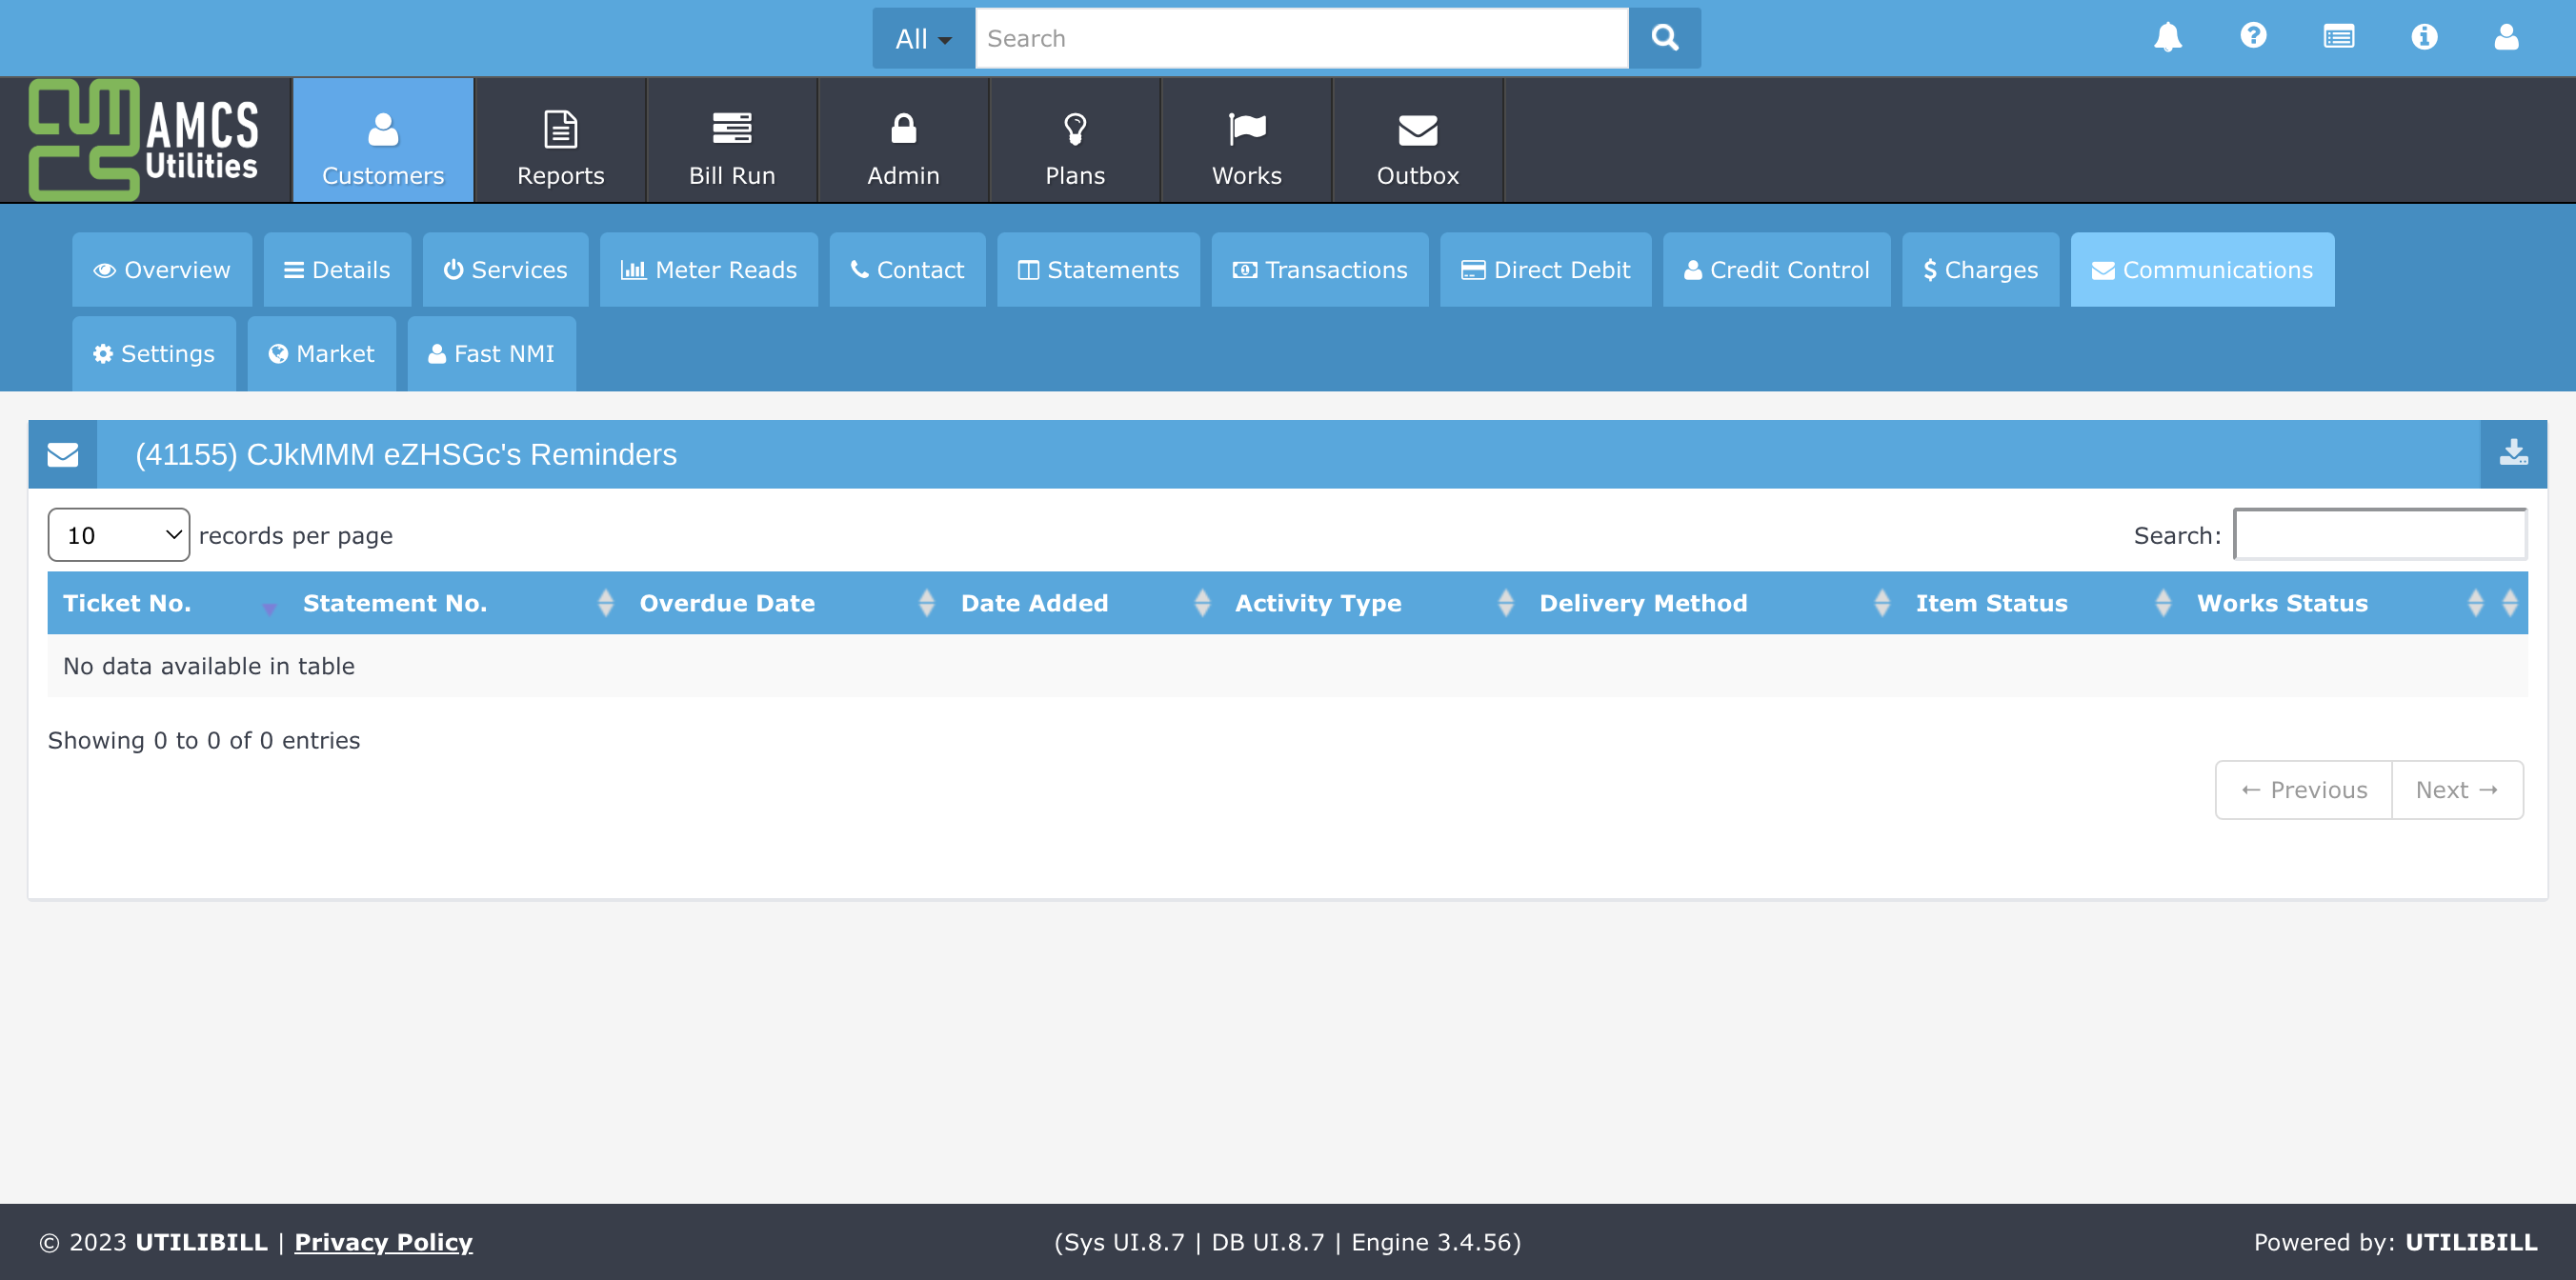 All Search
AMCS
Utilities
Customers Reports Bill Run Admin Plans Works Outbox
Overview Details Services Meter Reads Contact Statements Transactions Direct Debit Credit Control Charges Communications
Settings Market Fast NMI
(41155) CJkMMM eZHSGc's Reminders
10 records per page Search:
Ticket No. Statement No. Overdue Date Date Added Activity Type Delivery Method Item Status Works Status
No data available in table
Showing 0 to 0 of 0 entries
← Previous Next →
© 2023 UTILIBILL | Privacy Policy (Sys UI.8.7 | DB UI.8.7 | Engine 3.4.56) Powered by: UTILIBILL